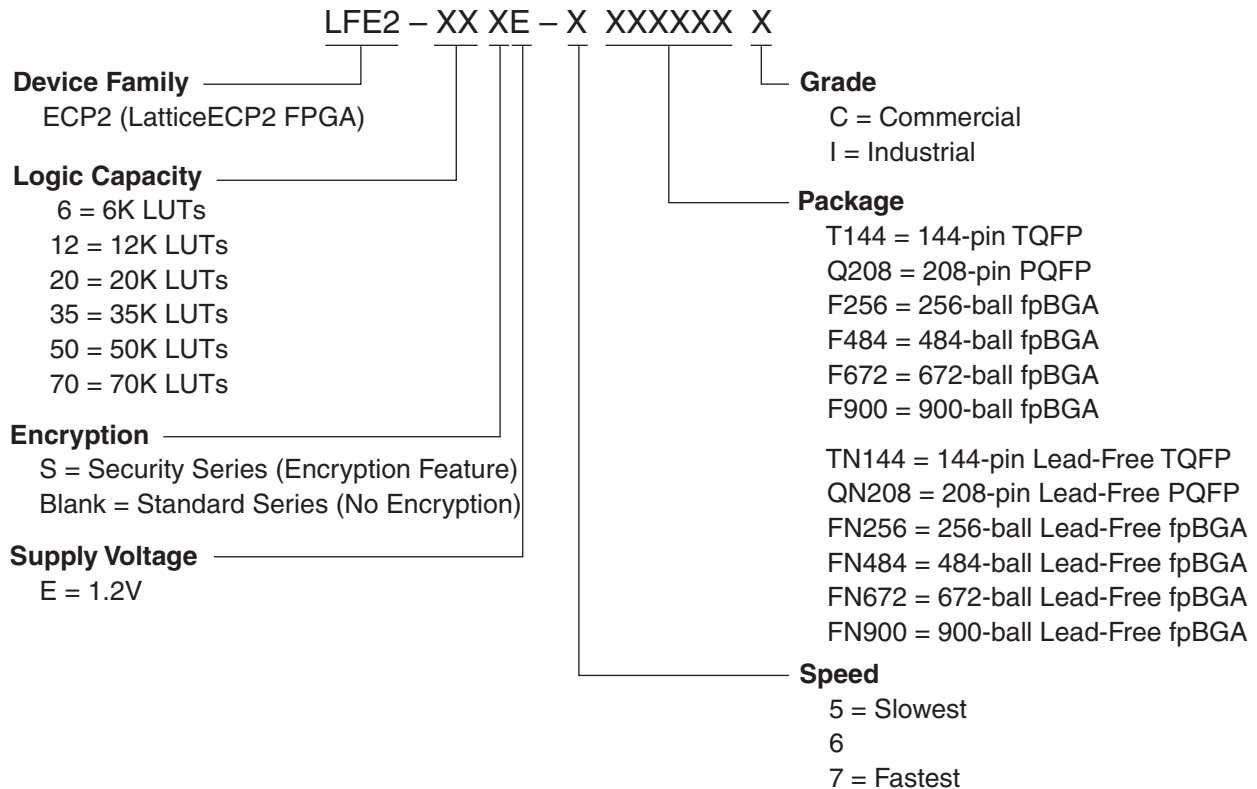 LFE2 – XX XE – X XXXXXX X
Device Family
ECP2 (LatticeECP2 FPGA)
Logic Capacity
6 = 6K LUTs
12 = 12K LUTs
20 = 20K LUTs
35 = 35K LUTs
50 = 50K LUTs
70 = 70K LUTs
Encryption
S = Security Series (Encryption Feature)
Blank = Standard Series (No Encryption)
Supply Voltage
E = 1.2V
Grade
C = Commercial
I = Industrial
Package
T144 = 144-pin TQFP
Q208 = 208-pin PQFP
F256 = 256-ball fpBGA
F484 = 484-ball fpBGA
F672 = 672-ball fpBGA
F900 = 900-ball fpBGA
TN144 = 144-pin Lead-Free TQFP
QN208 = 208-pin Lead-Free PQFP
FN256 = 256-ball Lead-Free fpBGA
FN484 = 484-ball Lead-Free fpBGA
FN672 = 672-ball Lead-Free fpBGA
FN900 = 900-ball Lead-Free fpBGA
Speed
5 = Slowest
6
7 = Fastest